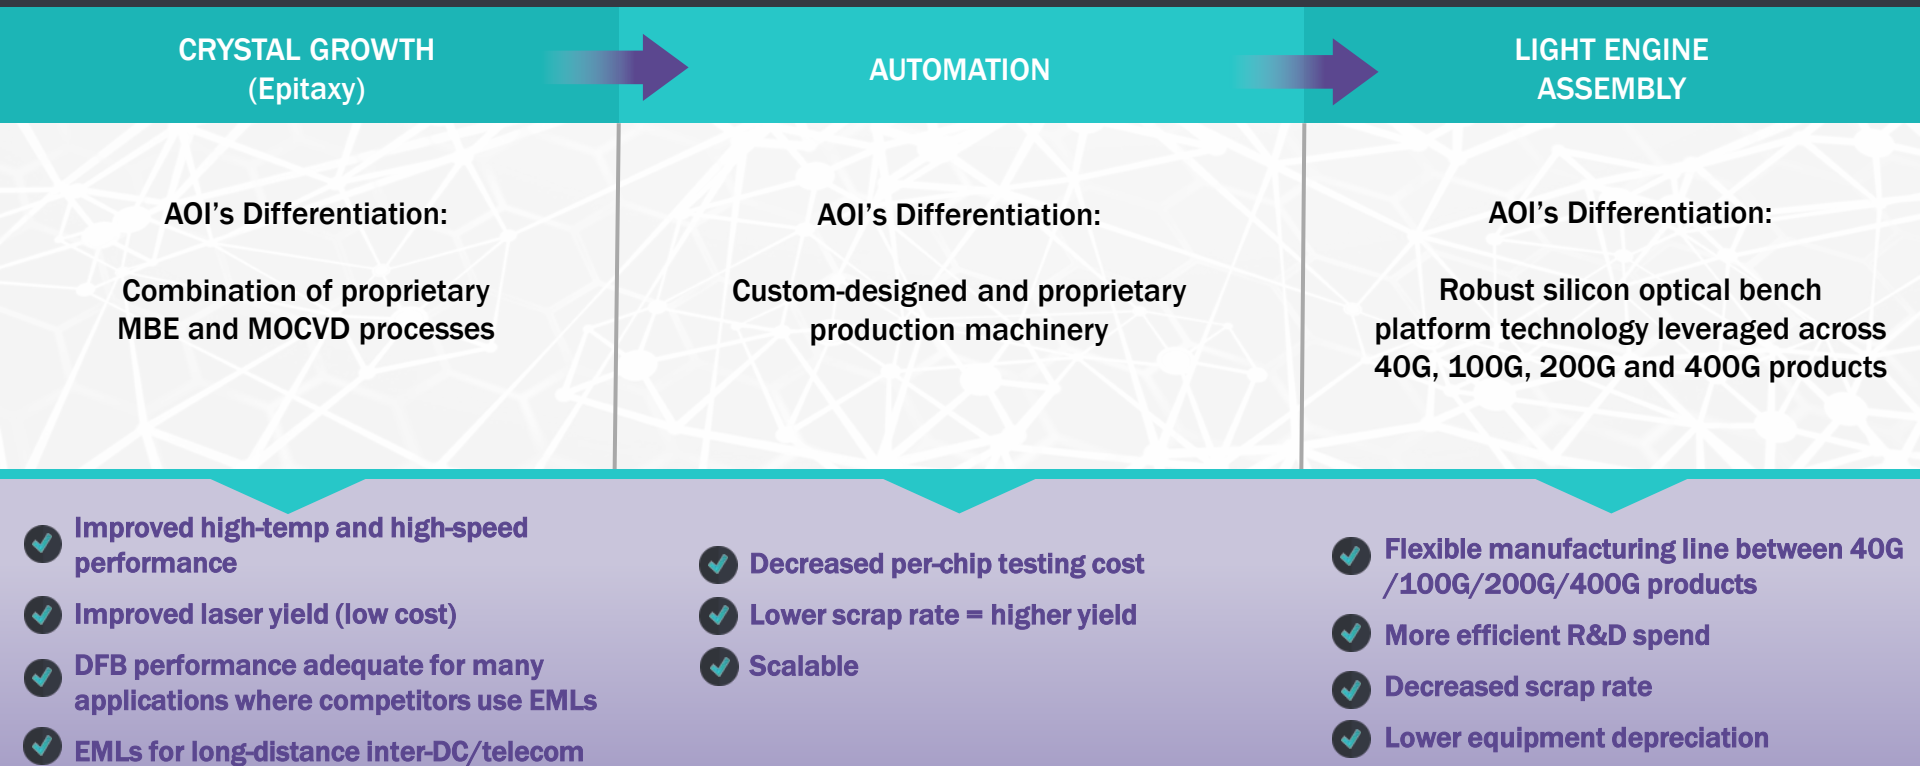 CRYSTAL GROWTH
(Epitaxy)
AUTOMATION
LIGHT ENGINE
ASSEMBLY
AOI’s Differentiation:
Combination of proprietary
MBE and MOCVD processes
AOI’s Differentiation:
Custom-designed and proprietary
production machinery
AOI’s Differentiation:
Robust silicon optical bench
platform technology leveraged across
40G, 100G, 200G and 400G products
Improved high-temp and high-speed
performance
Improved laser yield (low cost)
DFB performance adequate for many
applications where competitors use EMLs
EMLs for long-distance inter-DC/telecom
Decreased per-chip testing cost
Lower scrap rate = higher yield
Scalable
Flexible manufacturing line between 40G
/100G/200G/400G products
More efficient R&D spend
Decreased scrap rate
Lower equipment depreciation